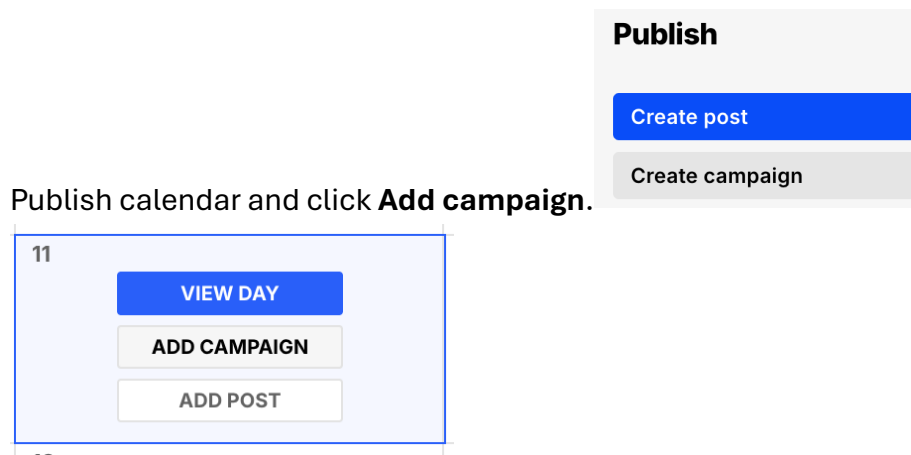 Publish
Create post
Create campaign
Publish calendar and click Add campaign.
11
VIEW DAY
ADD CAMPAIGN
ADD POST